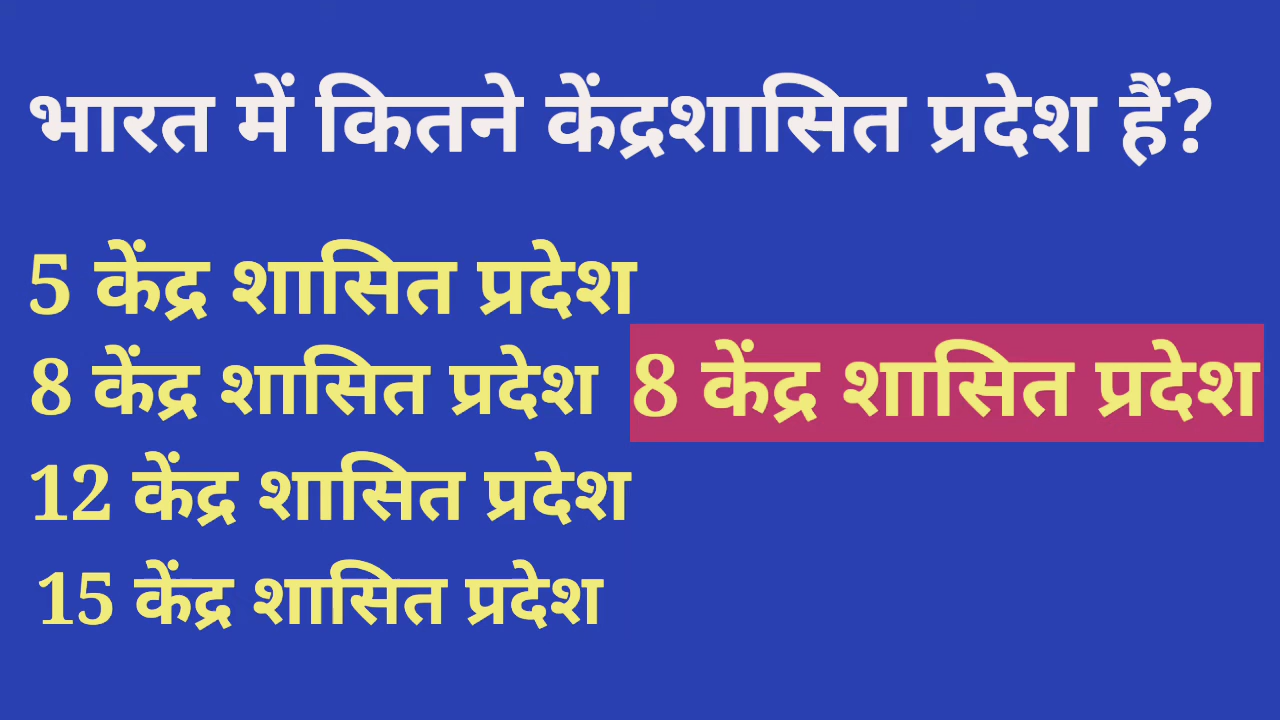 भारत में कितने केंद्रशासित प्रदेश हैं?
5 केंद्र शासित प्रदेश
8 केंद्र शासित प्रदेश
8 केंद्र शासित प्रदेश
12 केंद्र शासित प्रदेश
15 केंद्र शासित प्रदेश